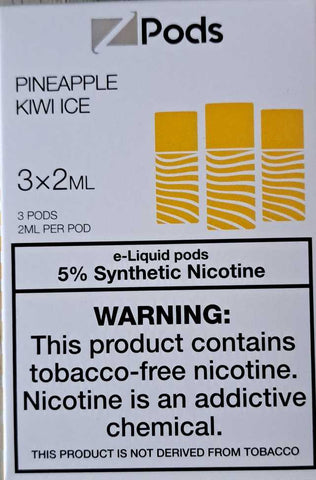 Z Pods
PINEAPPLE
KIWI ICE
3×2ML
3 PODS
2ML PER POD
e-Liquid pods
5% Synthetic Nicotine
WARNING:
This product contains
tobacco-free nicotine.
Nicotine is an addictive
chemical.
THIS PRODUCT IS NOT DERIVED FROM TOBACCO